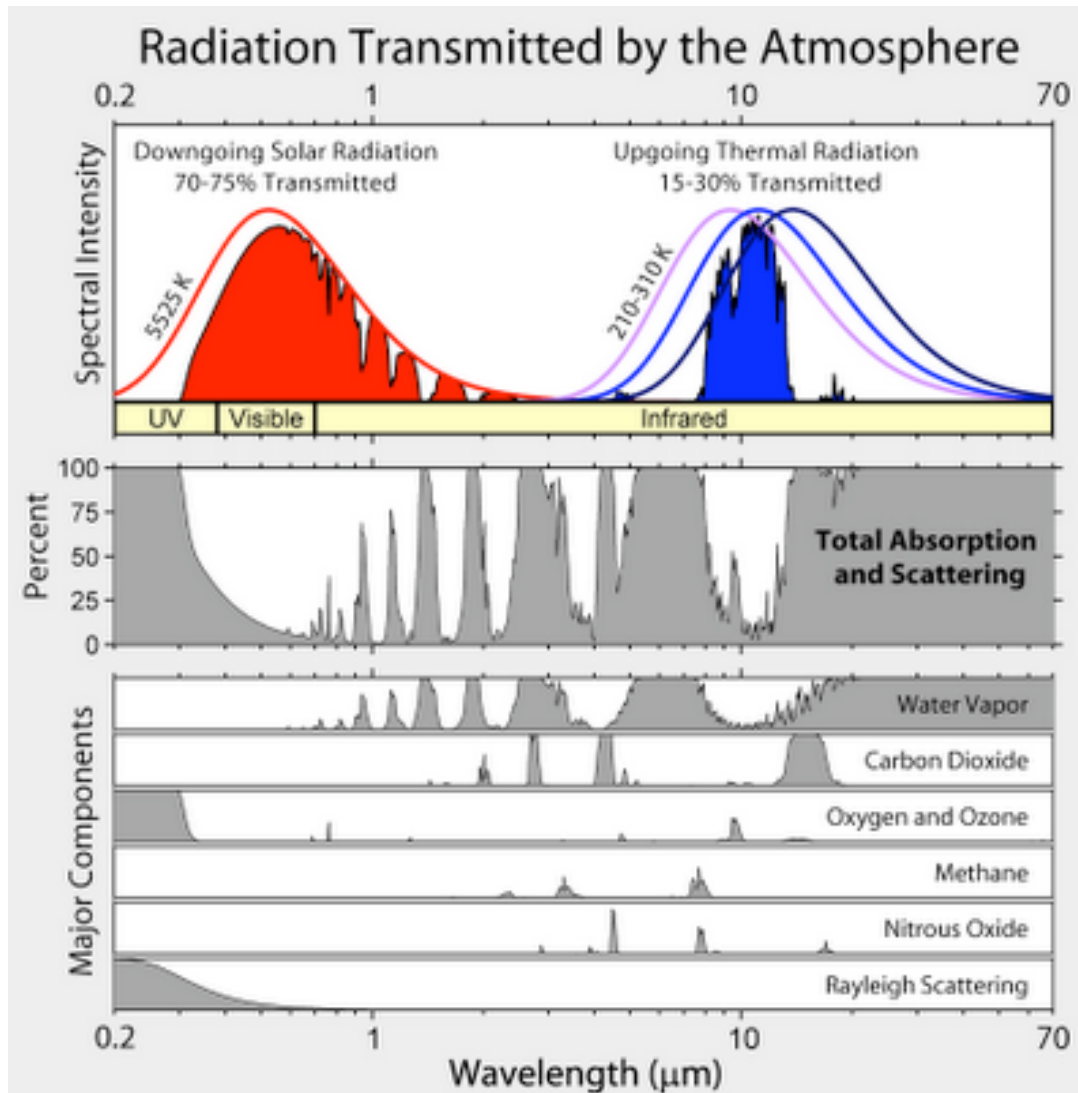 Radiation Transmitted by the Atmosphere
0.2 1 10 70
Spectral Intensity
Downgoing Solar Radiation
70-75% Transmitted
Upgoing Thermal Radiation
15-30% Transmitted
5525 K
210-310 K
UV Visible Infrared
Percent
100
75
50
25
0
Total Absorption
and Scattering
Major Components
Water Vapor
Carbon Dioxide
Oxygen and Ozone
Methane
Nitrous Oxide
Rayleigh Scattering
0.2 1 10 70
Wavelength (μm)